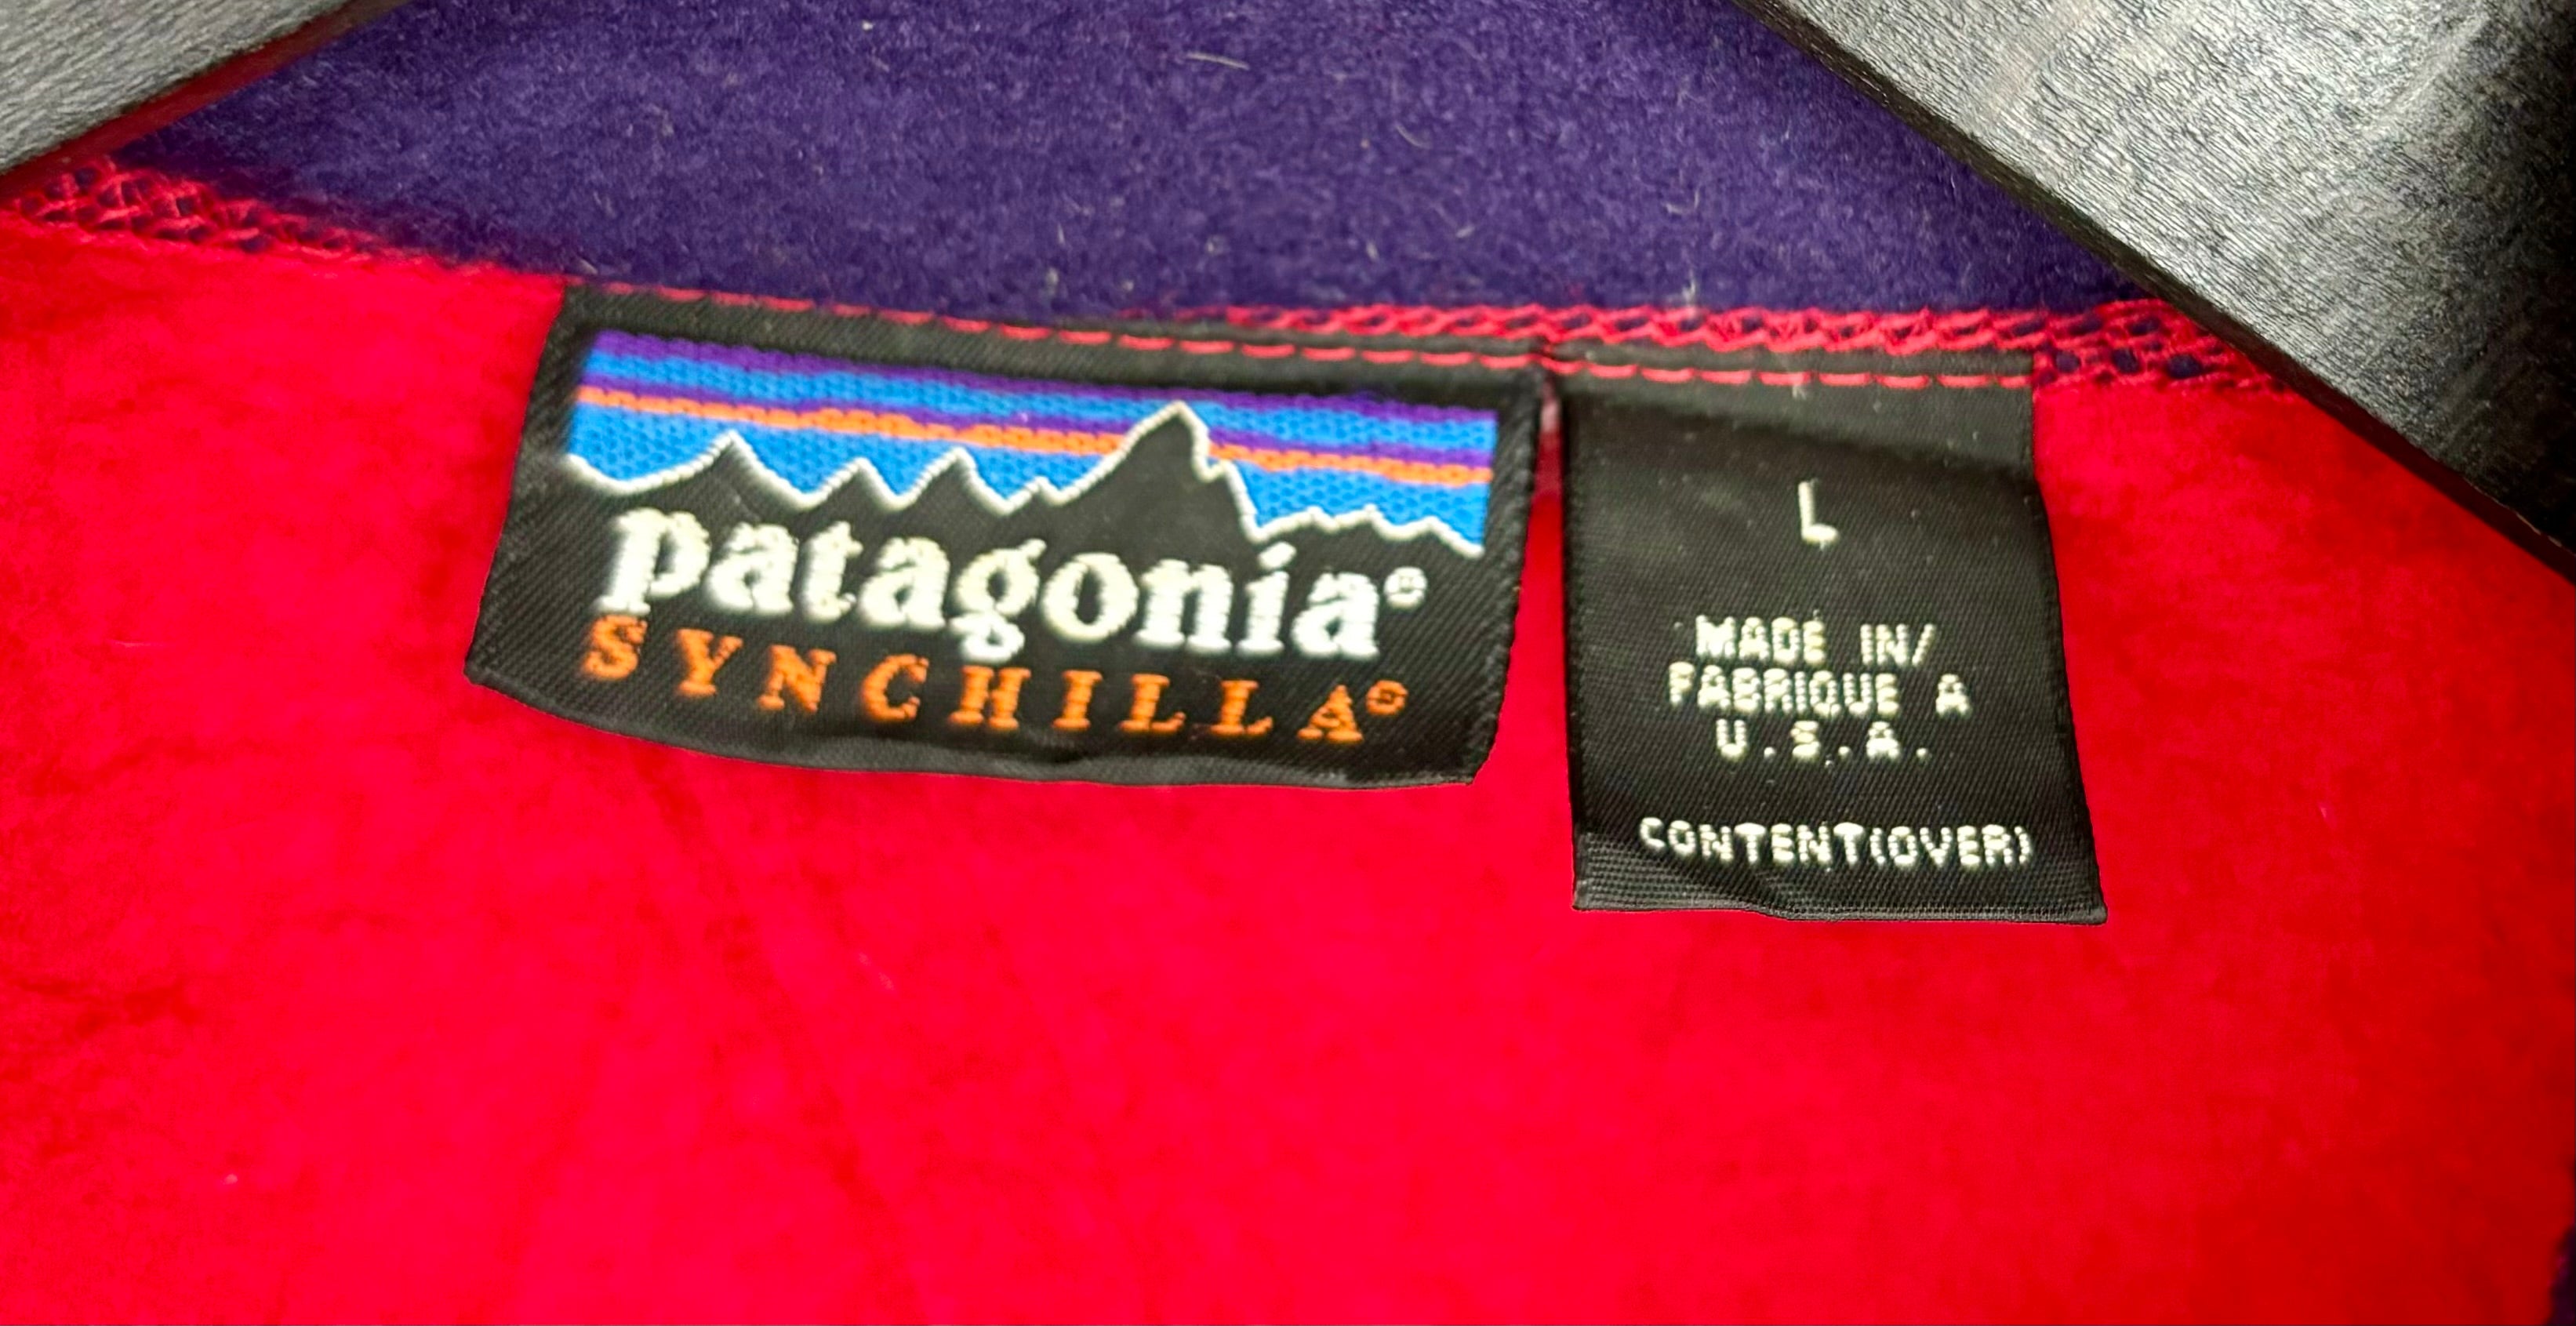 patagonia®
SYNCHILLA®
L
MADE IN/
FABRIQUE A
U.S.A.
CONTENT(OVER)